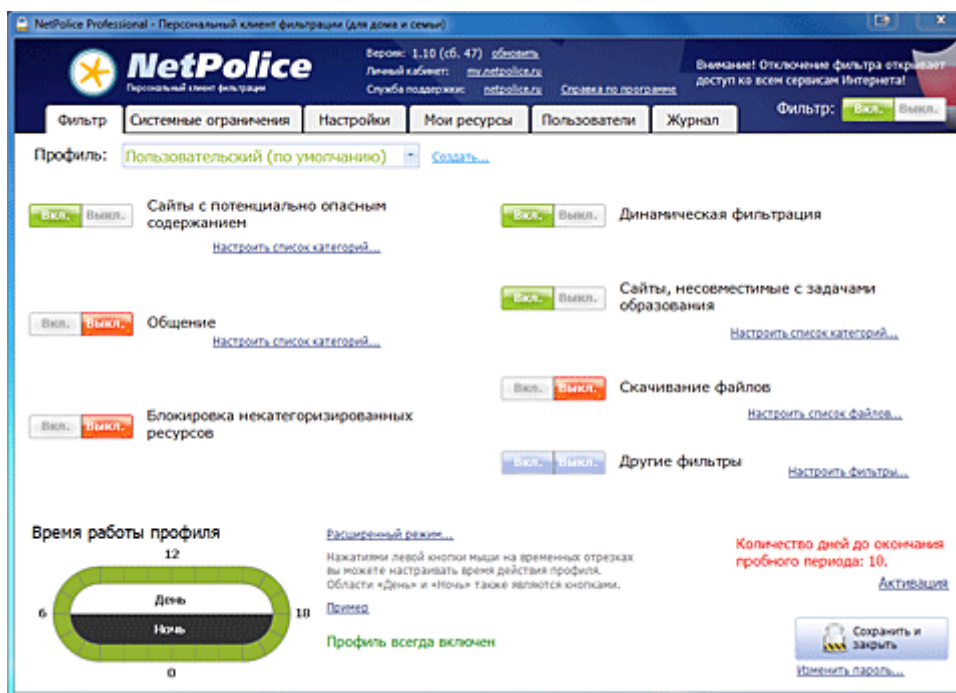 NetPolice Professional - Персональный клиент фильтрации (для дома и семьи)
NetPolice
Персональный клиент фильтрации
Версия: 1.10 (сб. 47) обновить
Личный кабинет: my.netpolice.ru
Служба поддержки: netpolice.ru Справка по программе
Внимание! Отключение фильтра открывает
доступ ко всем сервисам Интернета!
Фильтр: Вкл. Выкл.
Фильтр Системные ограничения Настройки Мои ресурсы Пользователи Журнал
Профиль: Пользовательский (по умолчанию) Создать...
Вкл. Выкл. Сайты с потенциально опасным
содержанием
Настроить список категорий...
Вкл. Выкл. Динамическая фильтрация
Вкл. Выкл. Сайты, несовместимые с задачами
образования
Настроить список категорий...
Вкл. Выкл. Общение
Настроить список категорий...
Вкл. Выкл. Скачивание файлов
Настроить список файлов...
Вкл. Выкл. Блокировка некатегоризированных
ресурсов
Вкл. Выкл. Другие фильтры
Настроить фильтры...
Время работы профиля
12
День
6
18
Ночь
0
Расширенный режим...
Нажатиями левой кнопки мыши на временных отрезках
вы можете настраивать время действия профиля.
Области «День» и «Ночь» также являются кнопками.
Пример
Профиль всегда включен
Количество дней до окончания
пробного периода: 10.
Активация
Сохранить и
закрыть
Изменить пароль...